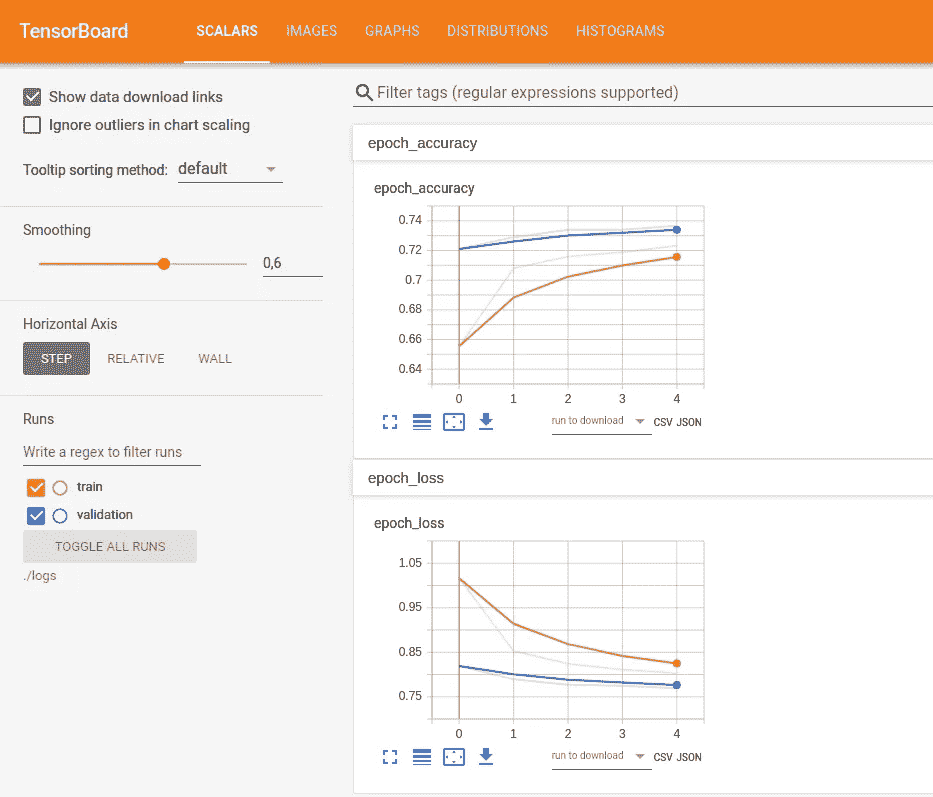 TensorBoard SCALARS IMAGES GRAPHS DISTRIBUTIONS HISTOGRAMS
Show data download links
Ignore outliers in chart scaling
Tooltip sorting method: default
Smoothing
0,6
Horizontal Axis
STEP RELATIVE WALL
Runs
Write a regex to filter runs
train
validation
TOGGLE ALL RUNS
./logs
Filter tags (regular expressions supported)
epoch_accuracy
epoch_accuracy
0.74
0.72
0.7
0.68
0.66
0.64
0 1 2 3 4
run to download CSV JSON
epoch_loss
epoch_loss
1.05
0.95
0.85
0.75
0 1 2 3 4
run to download CSV JSON